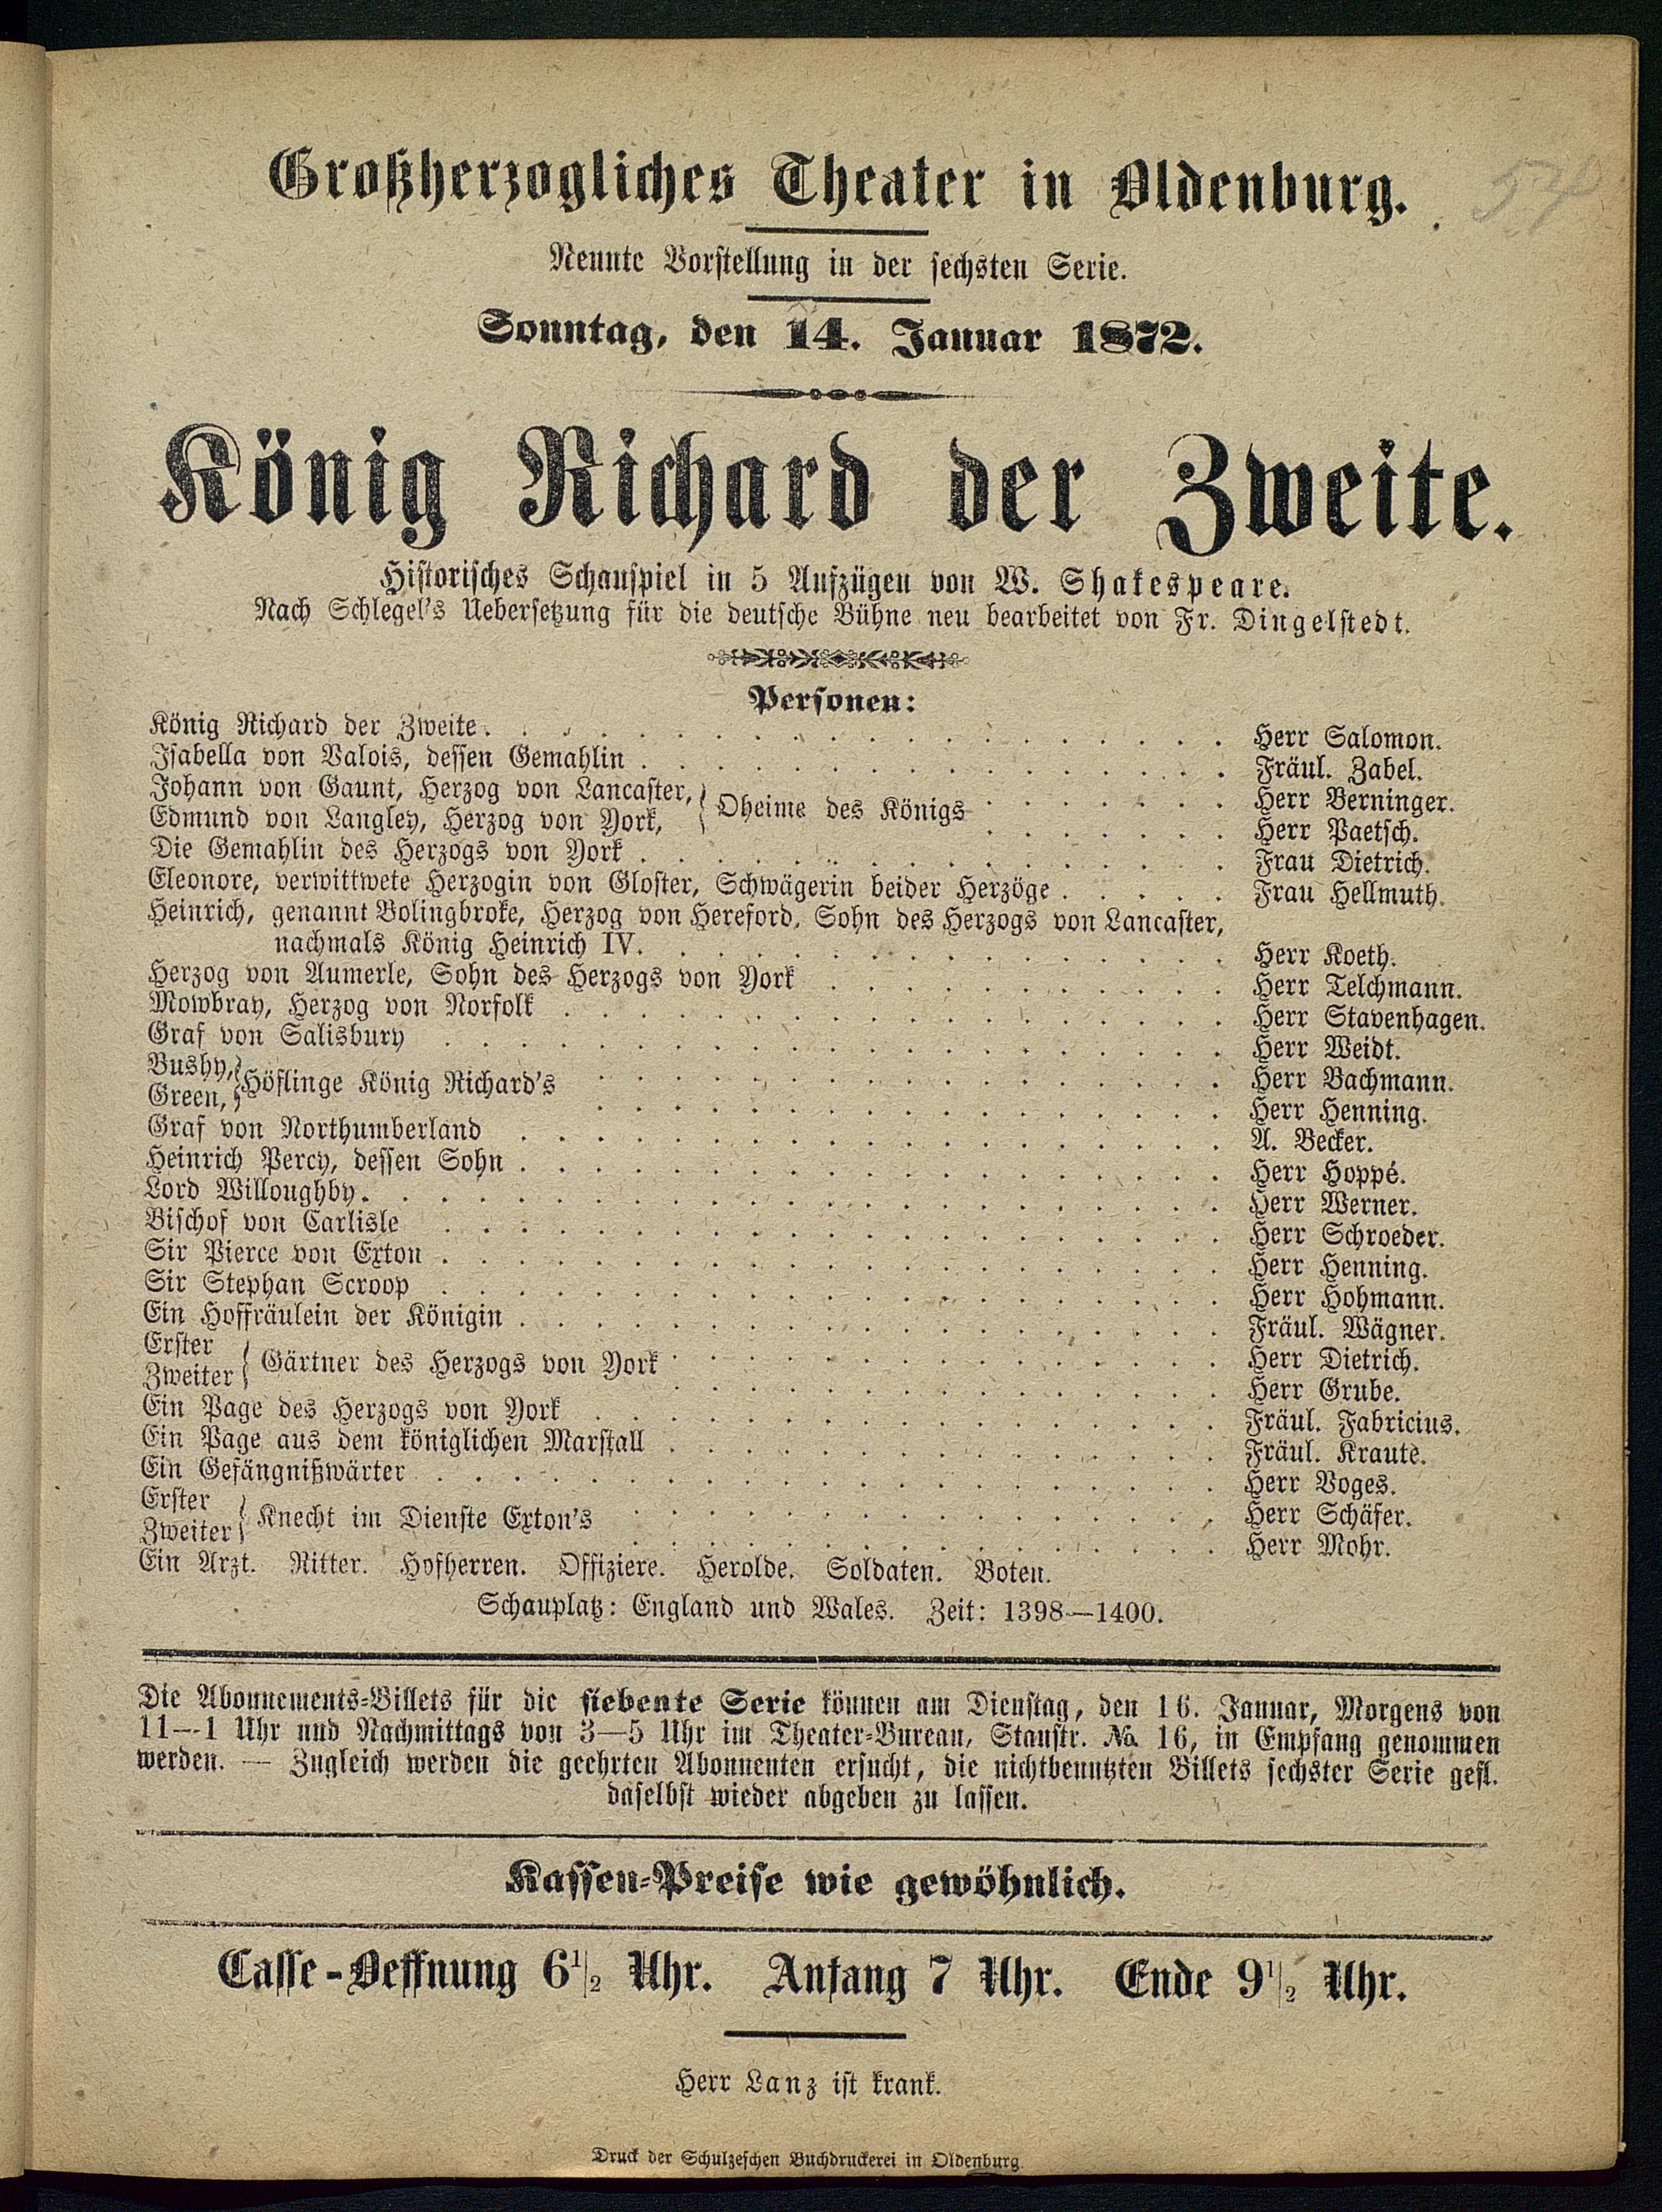 Großherzogliches Theater in Oldenburg.
Neunte Vorstellung in der sechsten Serie.
Sonntag, den 14. Januar 1872.
König Richard der Zweite.
Historisches Schauspiel in 5 Aufzügen von W. Shakespeare.
Nach Schlegel's Uebersetzung für die deutsche Bühne neu bearbeitet von Fr. Dingelstedt.
Personen:
König Richard der Zweite . . . Herr Salomon.
Isabella von Valois, dessen Gemahlin . . . Fräul. Zabel.
Johann von Gaunt, Herzog von Lancaster, } Oheime des Königs . . . Herr Berninger.
Edmund von Langley, Herzog von York, . . . Herr Paetsch.
Die Gemahlin des Herzogs von York . . . Frau Dietrich.
Eleonore, verwittwete Herzogin von Gloster, Schwägerin beider Herzöge . . . Frau Hellmuth.
Heinrich, genannt Bolingbroke, Herzog von Hereford, Sohn des Herzogs von Lancaster,
nachmals König Heinrich IV. . . . Herr Koeth.
Herzog von Aumerle, Sohn des Herzogs von York . . . Herr Telchmann.
Mowbray, Herzog von Norfolk . . . Herr Stavenhagen.
Graf von Salisbury . . . Herr Weidt.
Bushy, } Höflinge König Richard's . . . Herr Bachmann.
Green, . . . Herr Henning.
Graf von Northumberland . . . A. Becker.
Heinrich Percy, dessen Sohn . . . Herr Hoppé.
Lord Willoughby . . . Herr Werner.
Bischof von Carlisle . . . Herr Schroeder.
Sir Pierce von Exton . . . Herr Henning.
Sir Stephan Scroop . . . Herr Hohmann.
Ein Hoffräulein der Königin . . . Fräul. Wägner.
Erster } Gärtner des Herzogs von York . . . Herr Dietrich.
Zweiter . . . Herr Grube.
Ein Page des Herzogs von York . . . Fräul. Fabricius.
Ein Page aus dem königlichen Marstall . . . Fräul. Kraute.
Ein Gefängnißwärter . . . Herr Voges.
Erster } Knecht im Dienste Exton's . . . Herr Schäfer.
Zweiter . . . Herr Mohr.
Ein Arzt. Ritter. Hofherren. Offiziere. Herolde. Soldaten. Boten.
Schauplatz: England und Wales. Zeit: 1398—1400.
Die Abonnements-Billets für die siebente Serie können am Dienstag, den 16. Januar, Morgens von
11—1 Uhr und Nachmittags von 3—5 Uhr im Theater-Bureau, Staustr. № 16, in Empfang genommen
werden. — Zugleich werden die geehrten Abonnenten ersucht, die nichtbenutzten Billets sechster Serie gefl.
daselbst wieder abgeben zu lassen.
Kassen-Preise wie gewöhnlich.
Casse-Oeffnung 6½ Uhr. Anfang 7 Uhr. Ende 9½ Uhr.
Herr Lanz ist krank.
Druck der Schulzeschen Buchdruckerei in Oldenburg